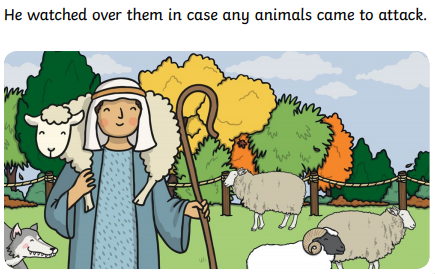 He watched over them in case any animals came to attack.